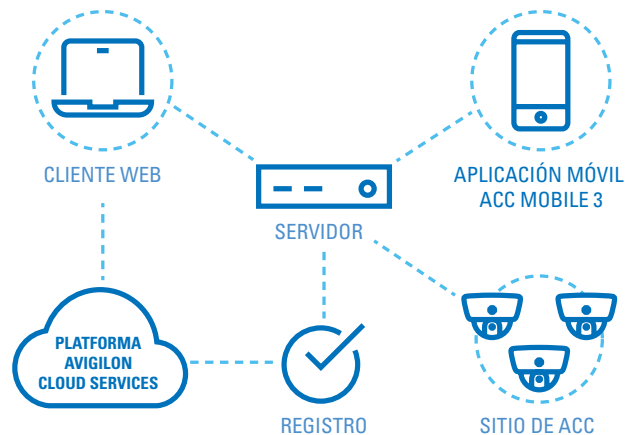 CLIENTE WEB
APLICACIÓN MÓVIL
ACC MOBILE 3
SERVIDOR
PLATFORMA
AVIGILON
CLOUD SERVICES
REGISTRO
SITIO DE ACC